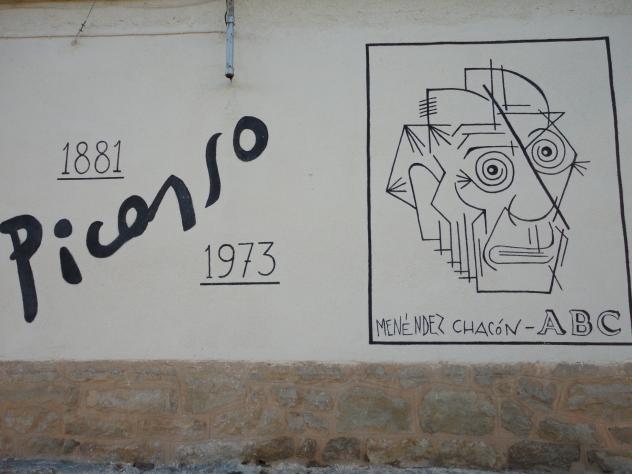 1881
Picasso
1973
MENÉNDEZ CHACÓN - ABC